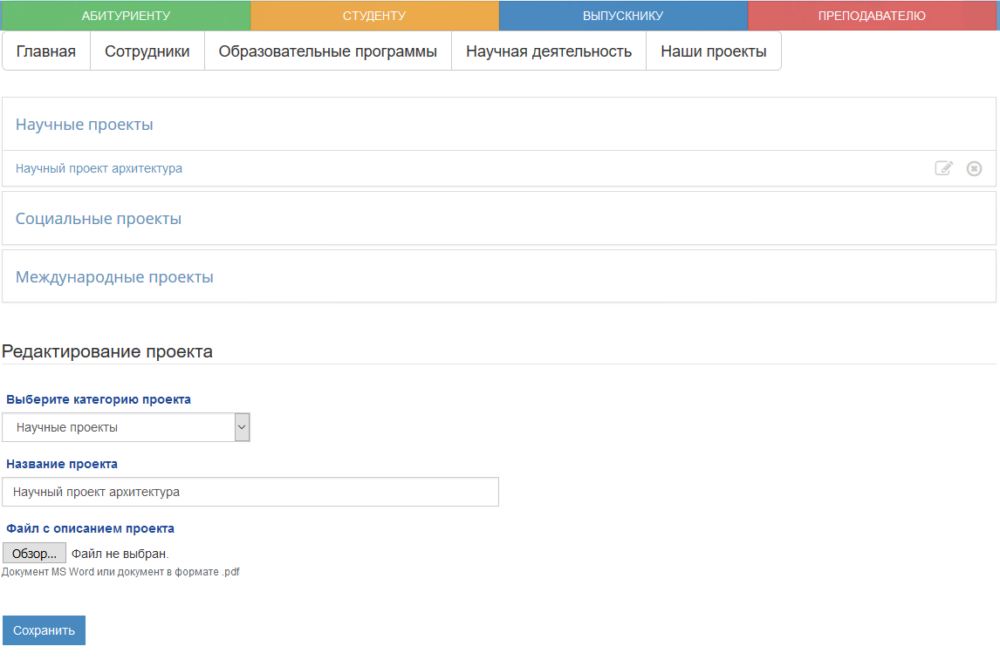 АБИТУРИЕНТУ СТУДЕНТУ ВЫПУСКНИКУ ПРЕПОДАВАТЕЛЮ
Главная Сотрудники Образовательные программы Научная деятельность Наши проекты
Научные проекты
Научный проект архитектура
Социальные проекты
Международные проекты
Редактирование проекта
Выберите категорию проекта
Научные проекты
Название проекта
Научный проект архитектура
Файл с описанием проекта
Обзор... Файл не выбран.
Документ MS Word или документ в формате .pdf
Сохранить